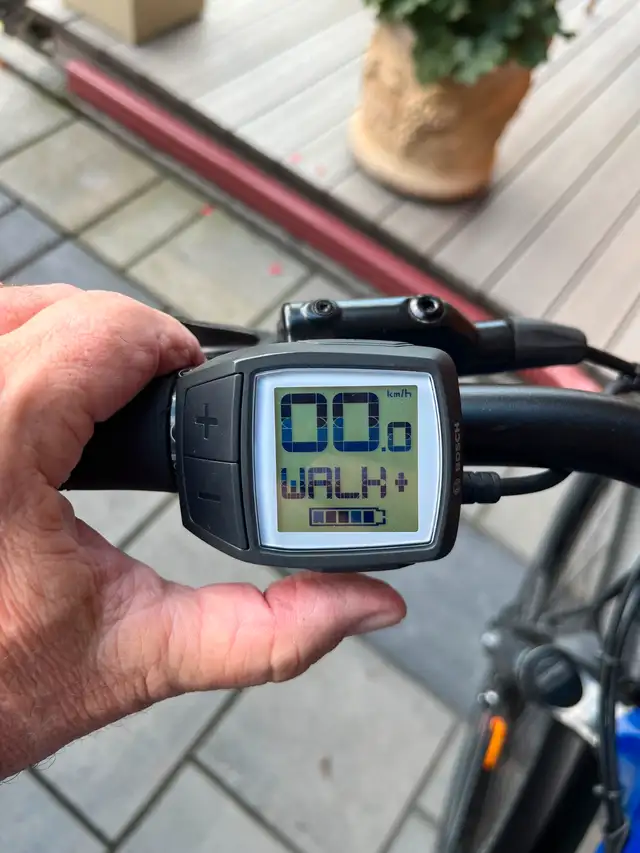 km/h
00.0
WALK+
+
-
BOSCH